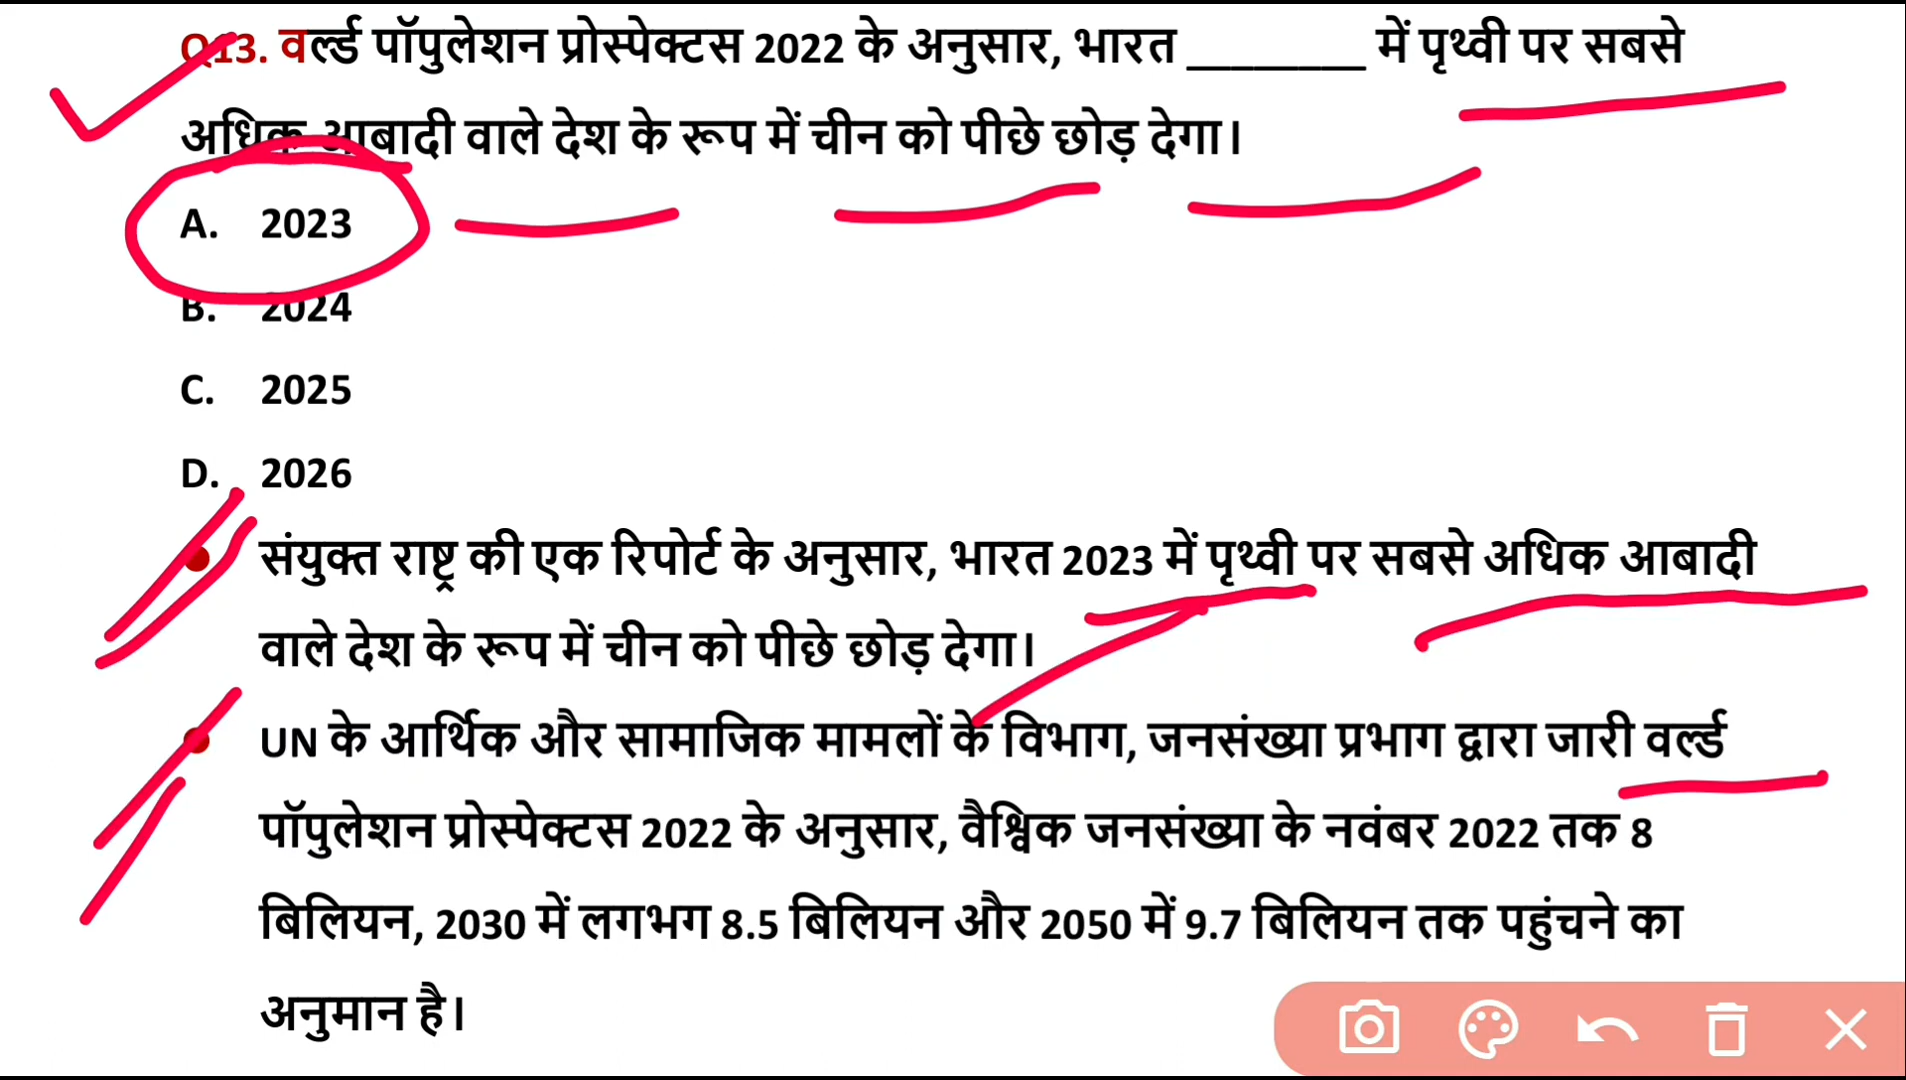 Q13. वर्ल्ड पॉपुलेशन प्रोस्पेक्टस 2022 के अनुसार, भारत ________ में पृथ्वी पर सबसे
अधिक आबादी वाले देश के रूप में चीन को पीछे छोड़ देगा।
A. 2023
B. 2024
C. 2025
D. 2026
संयुक्त राष्ट्र की एक रिपोर्ट के अनुसार, भारत 2023 में पृथ्वी पर सबसे अधिक आबादी
वाले देश के रूप में चीन को पीछे छोड़ देगा।
UN के आर्थिक और सामाजिक मामलों के विभाग, जनसंख्या प्रभाग द्वारा जारी वर्ल्ड
पॉपुलेशन प्रोस्पेक्टस 2022 के अनुसार, वैश्विक जनसंख्या के नवंबर 2022 तक 8
बिलियन, 2030 में लगभग 8.5 बिलियन और 2050 में 9.7 बिलियन तक पहुंचने का
अनुमान है।